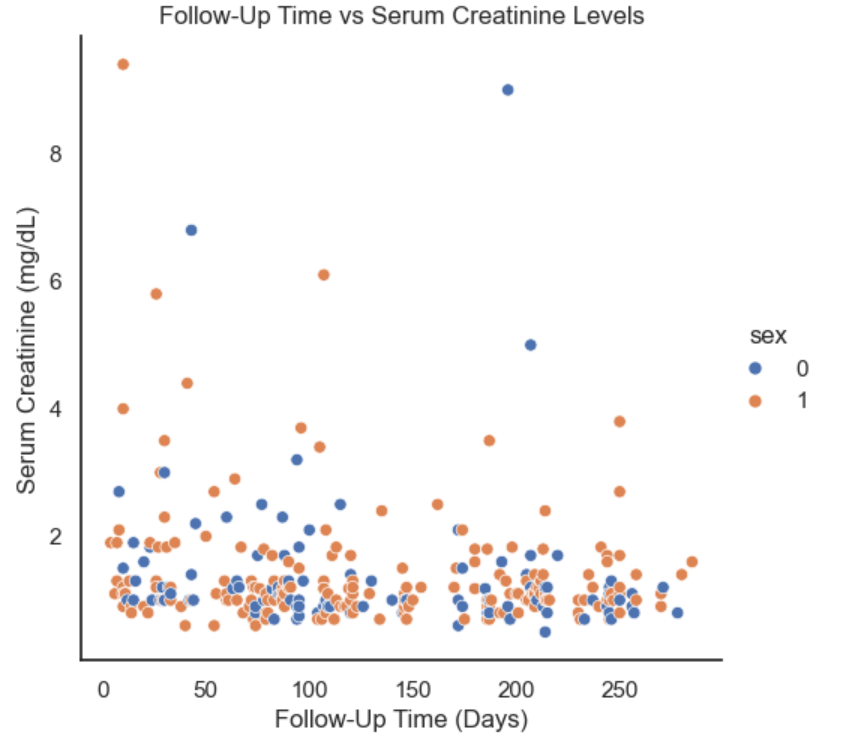 Follow-Up Time vs Serum Creatinine Levels
Serum Creatinine (mg/dL)
8
6
4
2
0 50 100 150 200 250
Follow-Up Time (Days)
sex
0
1